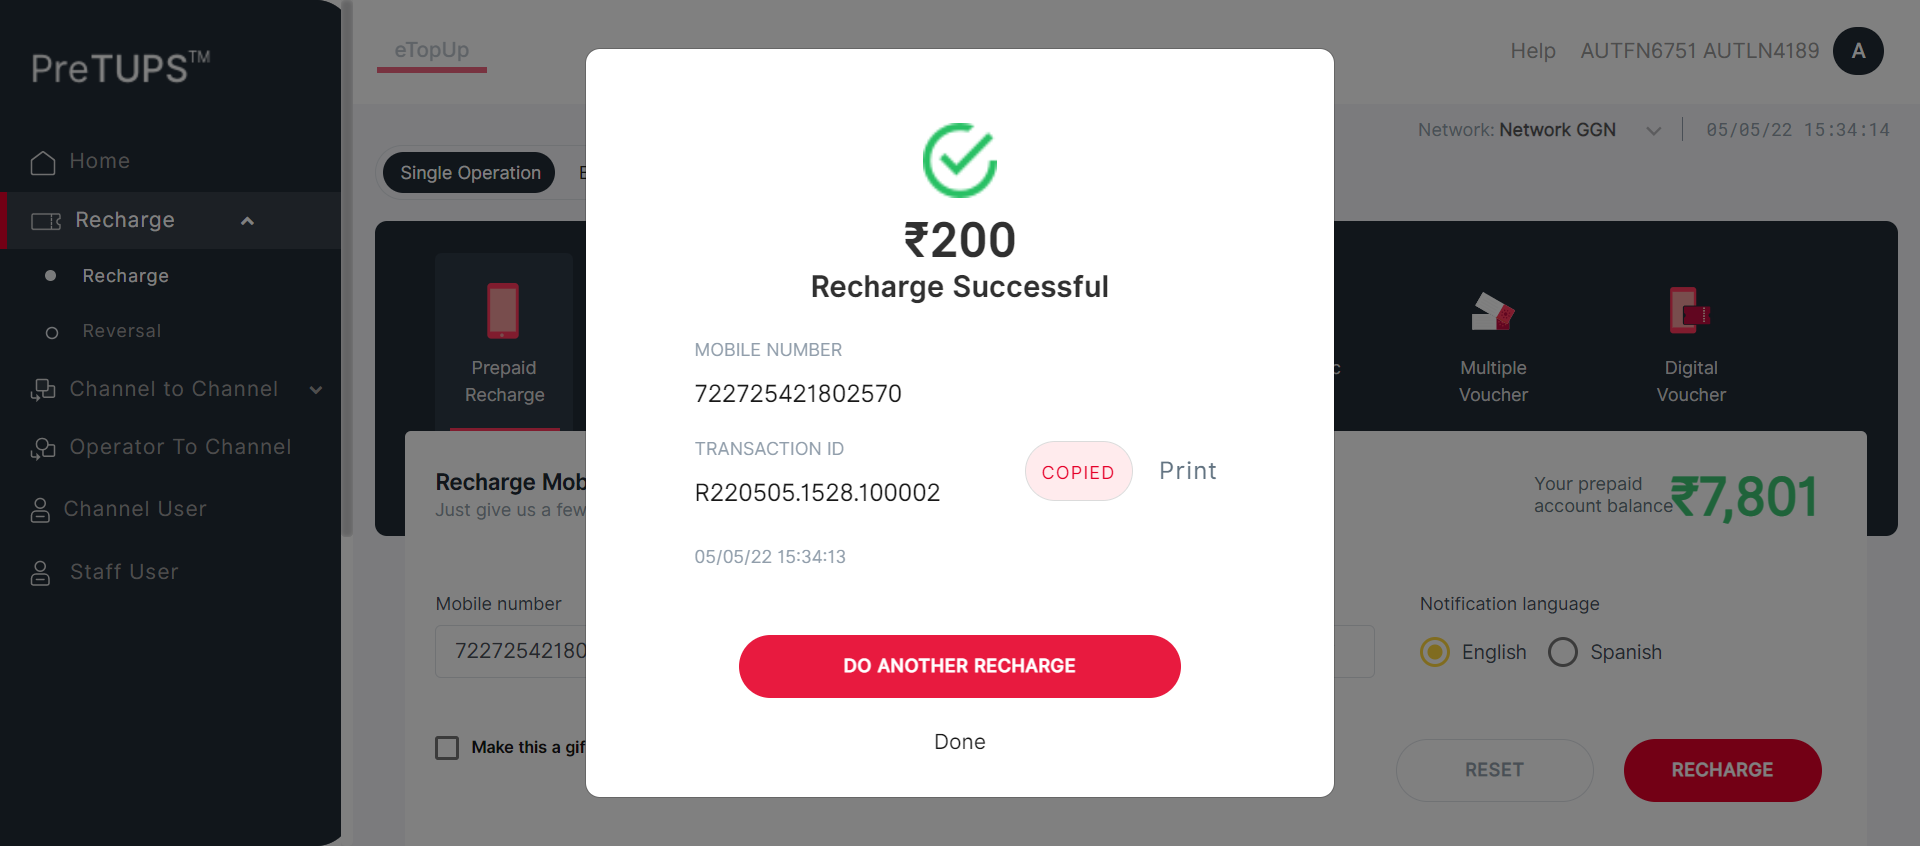 PreTUPS™
Home
Recharge
Recharge
Reversal
Channel to Channel
Operator To Channel
Channel User
Staff User
eTopUp
Help
AUTFN6751 AUTLN4189
A
Network: Network GGN
05/05/22 15:34:14
Single Operation
Prepaid
Recharge
Multiple
Voucher
Digital
Voucher
Recharge Mob
Just give us a few
Your prepaid
account balance
₹7,801
Mobile number
72272542180
Notification language
English
Spanish
Make this a gif
RESET
RECHARGE
₹200
Recharge Successful
MOBILE NUMBER
722725421802570
TRANSACTION ID
R220505.1528.100002
COPIED
Print
05/05/22 15:34:13
DO ANOTHER RECHARGE
Done